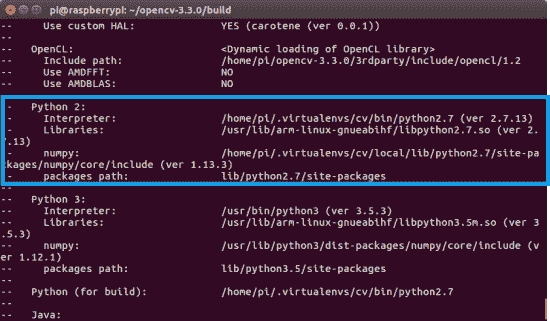 pi@raspberrypi: ~/opencv-3.3.0/build
--     Use custom HAL:              YES (carotene (ver 0.0.1))
--
--   OpenCL:                        <Dynamic loading of OpenCL library>
--     Include path:                /home/pi/opencv-3.3.0/3rdparty/include/opencl/1.2
--     Use AMDFFT:                  NO
--     Use AMDBLAS:                 NO
--
--   Python 2:
--     Interpreter:                 /home/pi/.virtualenvs/cv/bin/python2.7 (ver 2.7.13)
--     Libraries:                   /usr/lib/arm-linux-gnueabihf/libpython2.7.so (ver 2.
7.13)
--     numpy:                       /home/pi/.virtualenvs/cv/local/lib/python2.7/site-pa
ckages/numpy/core/include (ver 1.13.3)
--     packages path:               lib/python2.7/site-packages
--
--   Python 3:
--     Interpreter:                 /usr/bin/python3 (ver 3.5.3)
--     Libraries:                   /usr/lib/arm-linux-gnueabihf/libpython3.5m.so (ver 3
.5.3)
--     numpy:                       /usr/lib/python3/dist-packages/numpy/core/include (v
er 1.12.1)
--     packages path:               lib/python3.5/site-packages
--
--   Python (for build):            /home/pi/.virtualenvs/cv/bin/python2.7
--
--   Java: